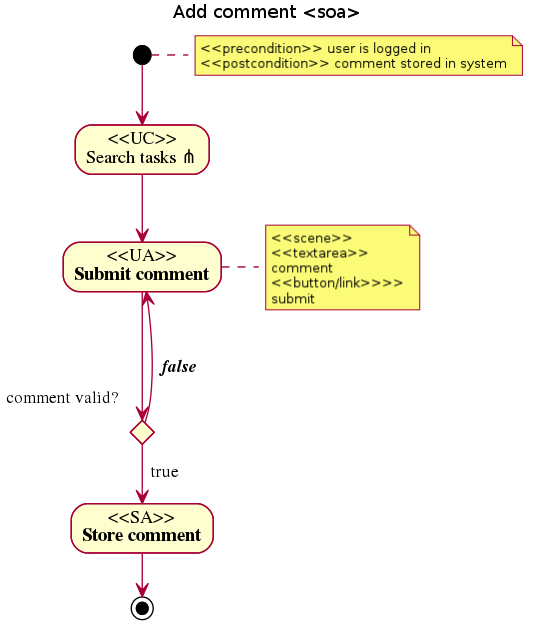 Add comment <soa>
<<precondition>> user is logged in
<<postcondition>> comment stored in system
<<UC>>
Search tasks ⋔
<<UA>>
Submit comment
<<scene>>
<<textarea>>
comment
<<button/link>>>>
submit
false
comment valid?
true
<<SA>>
Store comment